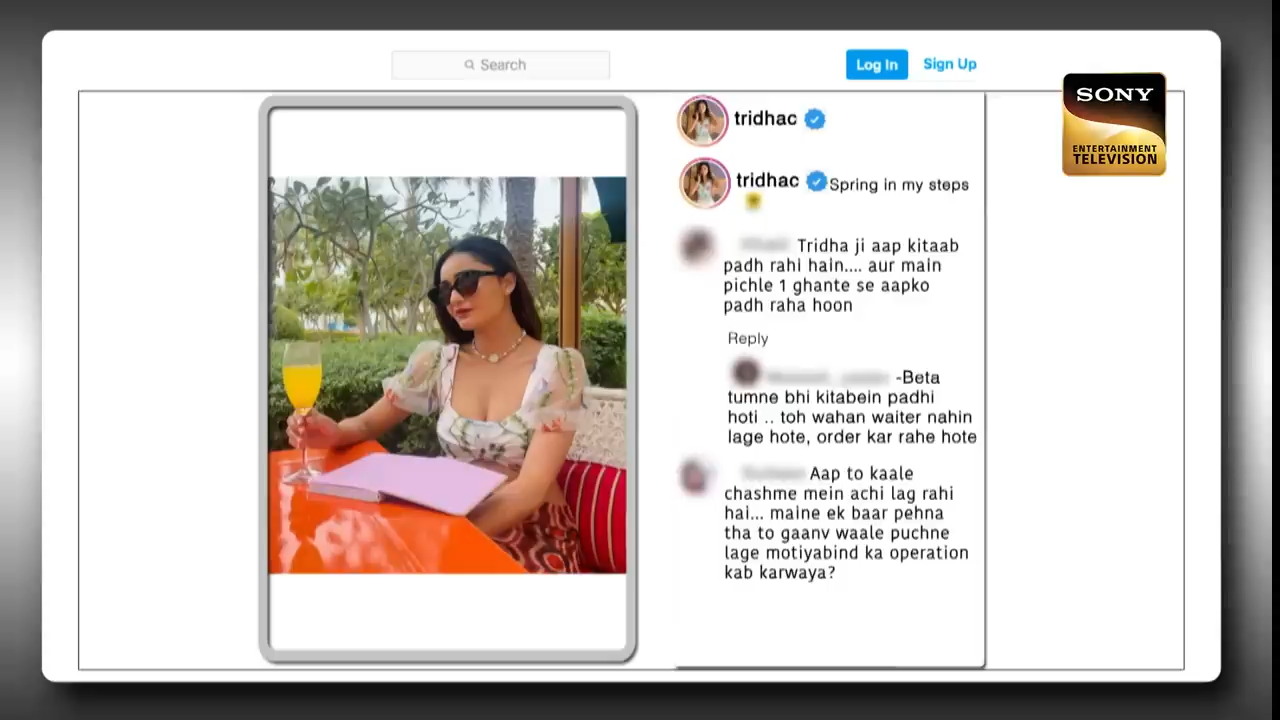 Search
Log In
Sign Up
SONY
ENTERTAINMENT
TELEVISION
tridhac
tridhac Spring in my steps
Tridha ji aap kitaab
padh rahi hain.... aur main
pichle 1 ghante se aapko
padh raha hoon
Reply
-Beta
tumne bhi kitabein padhi
hoti .. toh wahan waiter nahin
lage hote, order kar rahe hote
Aap to kaale
chashme mein achi lag rahi
hai... maine ek baar pehna
tha to gaanv waale puchne
lage motiyabind ka operation
kab karwaya?